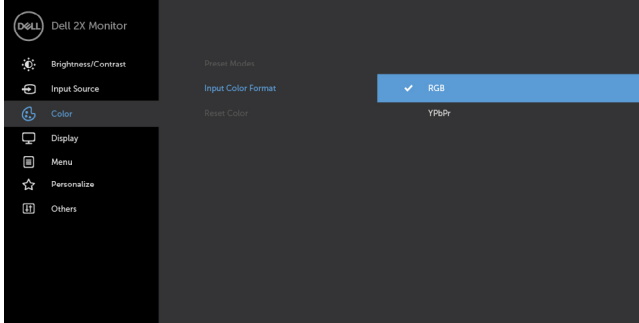 DELL Dell 2X Monitor
Brightness/Contrast
Preser Modes
Input Source
Input Color Format
RGB
Color
Reset Color
YPbPr
Display
Menu
Personalize
Others